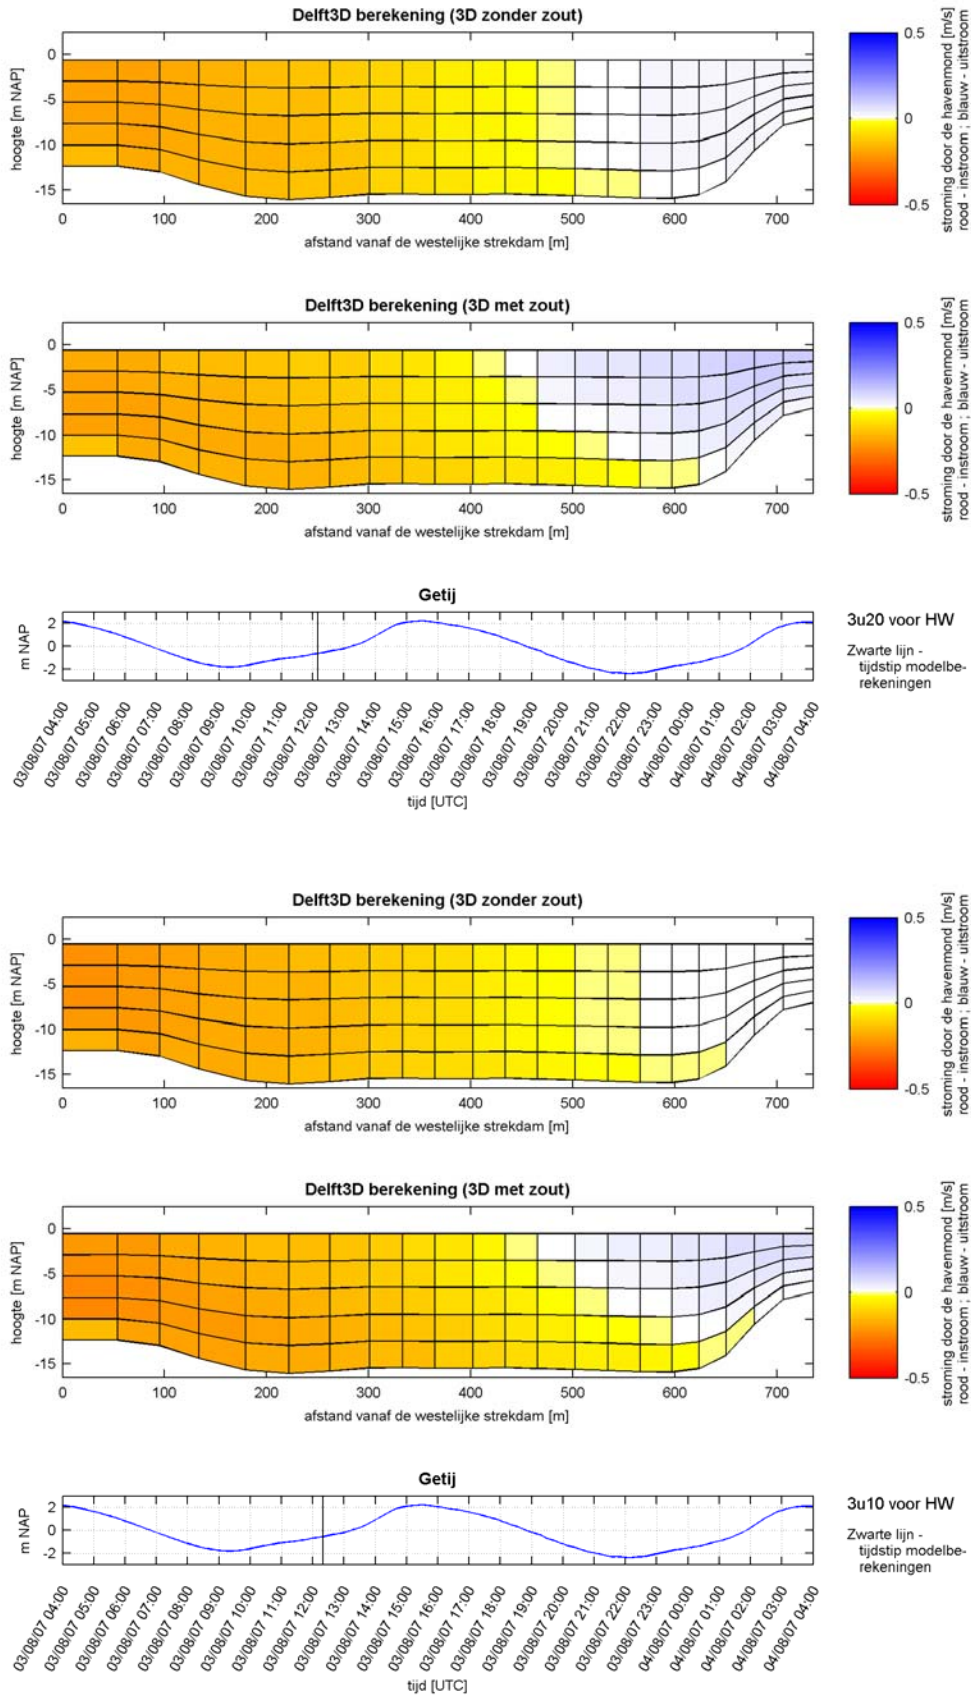 Delft3D berekening (3D zonder zout)
hoogte [m NAP]
0
-5
-10
-15
0 100 200 300 400 500 600 700
afstand vanaf de westelijke strekdam [m]
0.5
0
-0.5
stroming door de havenmond [m/s]
rood - instroom ; blauw - uitstroom
Delft3D berekening (3D met zout)
hoogte [m NAP]
0
-5
-10
-15
0 100 200 300 400 500 600 700
afstand vanaf de westelijke strekdam [m]
0.5
0
-0.5
stroming door de havenmond [m/s]
rood - instroom ; blauw - uitstroom
Getij
m NAP
2
0
-2
03/08/07 04:00
03/08/07 05:00
03/08/07 06:00
03/08/07 07:00
03/08/07 08:00
03/08/07 09:00
03/08/07 10:00
03/08/07 11:00
03/08/07 12:00
03/08/07 13:00
03/08/07 14:00
03/08/07 15:00
03/08/07 16:00
03/08/07 17:00
03/08/07 18:00
03/08/07 19:00
03/08/07 20:00
03/08/07 21:00
03/08/07 22:00
03/08/07 23:00
04/08/07 00:00
04/08/07 01:00
04/08/07 02:00
04/08/07 03:00
04/08/07 04:00
tijd [UTC]
3u20 voor HW
Zwarte lijn -
tijdstip modelbe-
rekeningen
Delft3D berekening (3D zonder zout)
hoogte [m NAP]
0
-5
-10
-15
0 100 200 300 400 500 600 700
afstand vanaf de westelijke strekdam [m]
0.5
0
-0.5
stroming door de havenmond [m/s]
rood - instroom ; blauw - uitstroom
Delft3D berekening (3D met zout)
hoogte [m NAP]
0
-5
-10
-15
0 100 200 300 400 500 600 700
afstand vanaf de westelijke strekdam [m]
0.5
0
-0.5
stroming door de havenmond [m/s]
rood - instroom ; blauw - uitstroom
Getij
m NAP
2
0
-2
03/08/07 04:00
03/08/07 05:00
03/08/07 06:00
03/08/07 07:00
03/08/07 08:00
03/08/07 09:00
03/08/07 10:00
03/08/07 11:00
03/08/07 12:00
03/08/07 13:00
03/08/07 14:00
03/08/07 15:00
03/08/07 16:00
03/08/07 17:00
03/08/07 18:00
03/08/07 19:00
03/08/07 20:00
03/08/07 21:00
03/08/07 22:00
03/08/07 23:00
04/08/07 00:00
04/08/07 01:00
04/08/07 02:00
04/08/07 03:00
04/08/07 04:00
tijd [UTC]
3u10 voor HW
Zwarte lijn -
tijdstip modelbe-
rekeningen